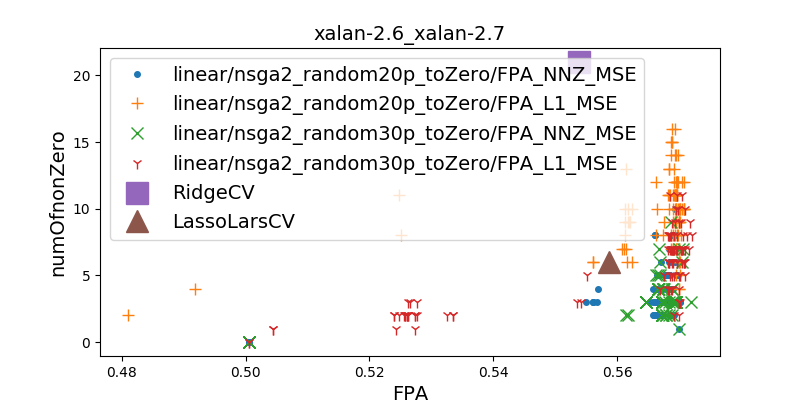 xalan-2.6_xalan-2.7
linear/nsga2_random20p_toZero/FPA_NNZ_MSE
linear/nsga2_random20p_toZero/FPA_L1_MSE
linear/nsga2_random30p_toZero/FPA_NNZ_MSE
linear/nsga2_random30p_toZero/FPA_L1_MSE
RidgeCV
LassoLarsCV
numOfnonZero
20
15
10
5
0
0.48
0.50
0.52
0.54
0.56
FPA